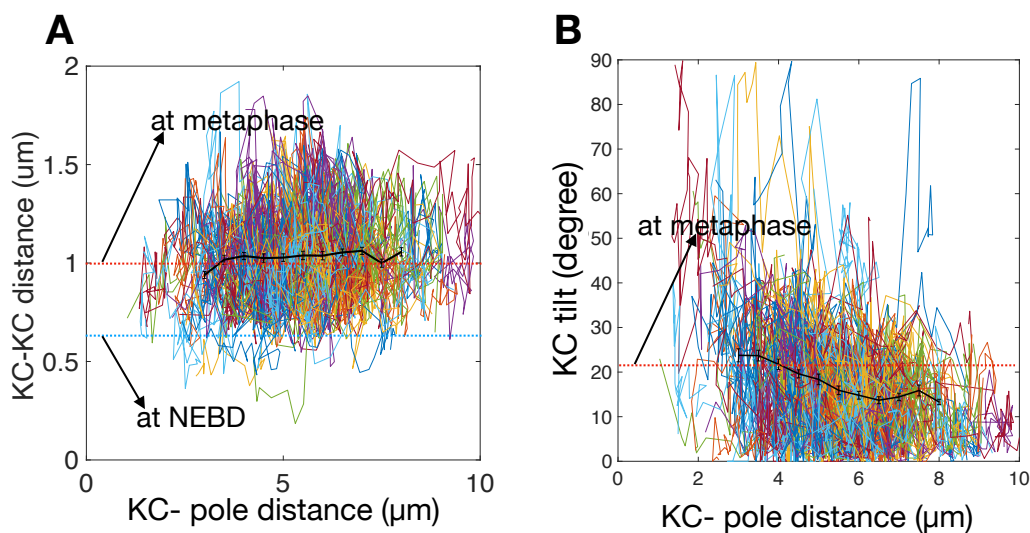 A
2
1.5
1
0.5
0
0
5
10
KC-KC distance (um)
KC- pole distance (µm)
at metaphase
at NEBD
B
90
80
70
60
50
40
30
20
10
0
0
2
4
6
8
10
KC tilt (degree)
KC- pole distance (µm)
at metaphase